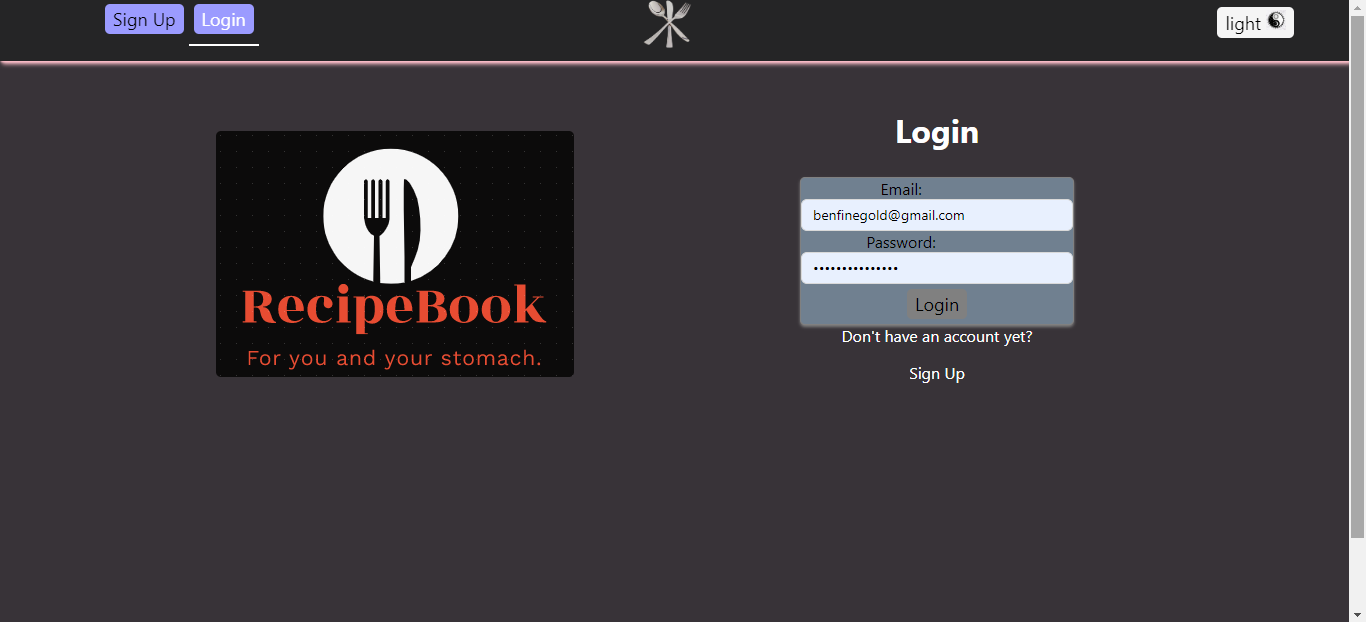 Sign Up Login light
Login
Email:
benfinegold@gmail.com
Password:
•••••••••••••••
Login
Don't have an account yet?
Sign Up
RecipeBook
For you and your stomach.